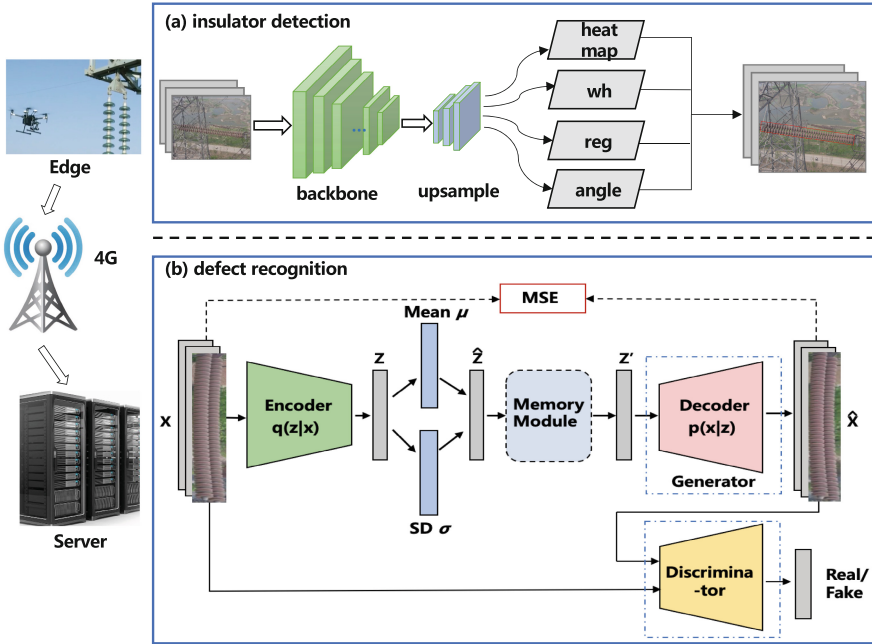 (a) insulator detection
heat
map
wh
reg
angle
backbone
upsample
Edge
4G
Server
(b) defect recognition
MSE
Mean μ
x
Encoder
q(z|x)
z
SD σ
ẑ
Memory
Module
z'
Decoder
p(x|z)
Generator
x̂
Discrimina
-tor
Real/
Fake